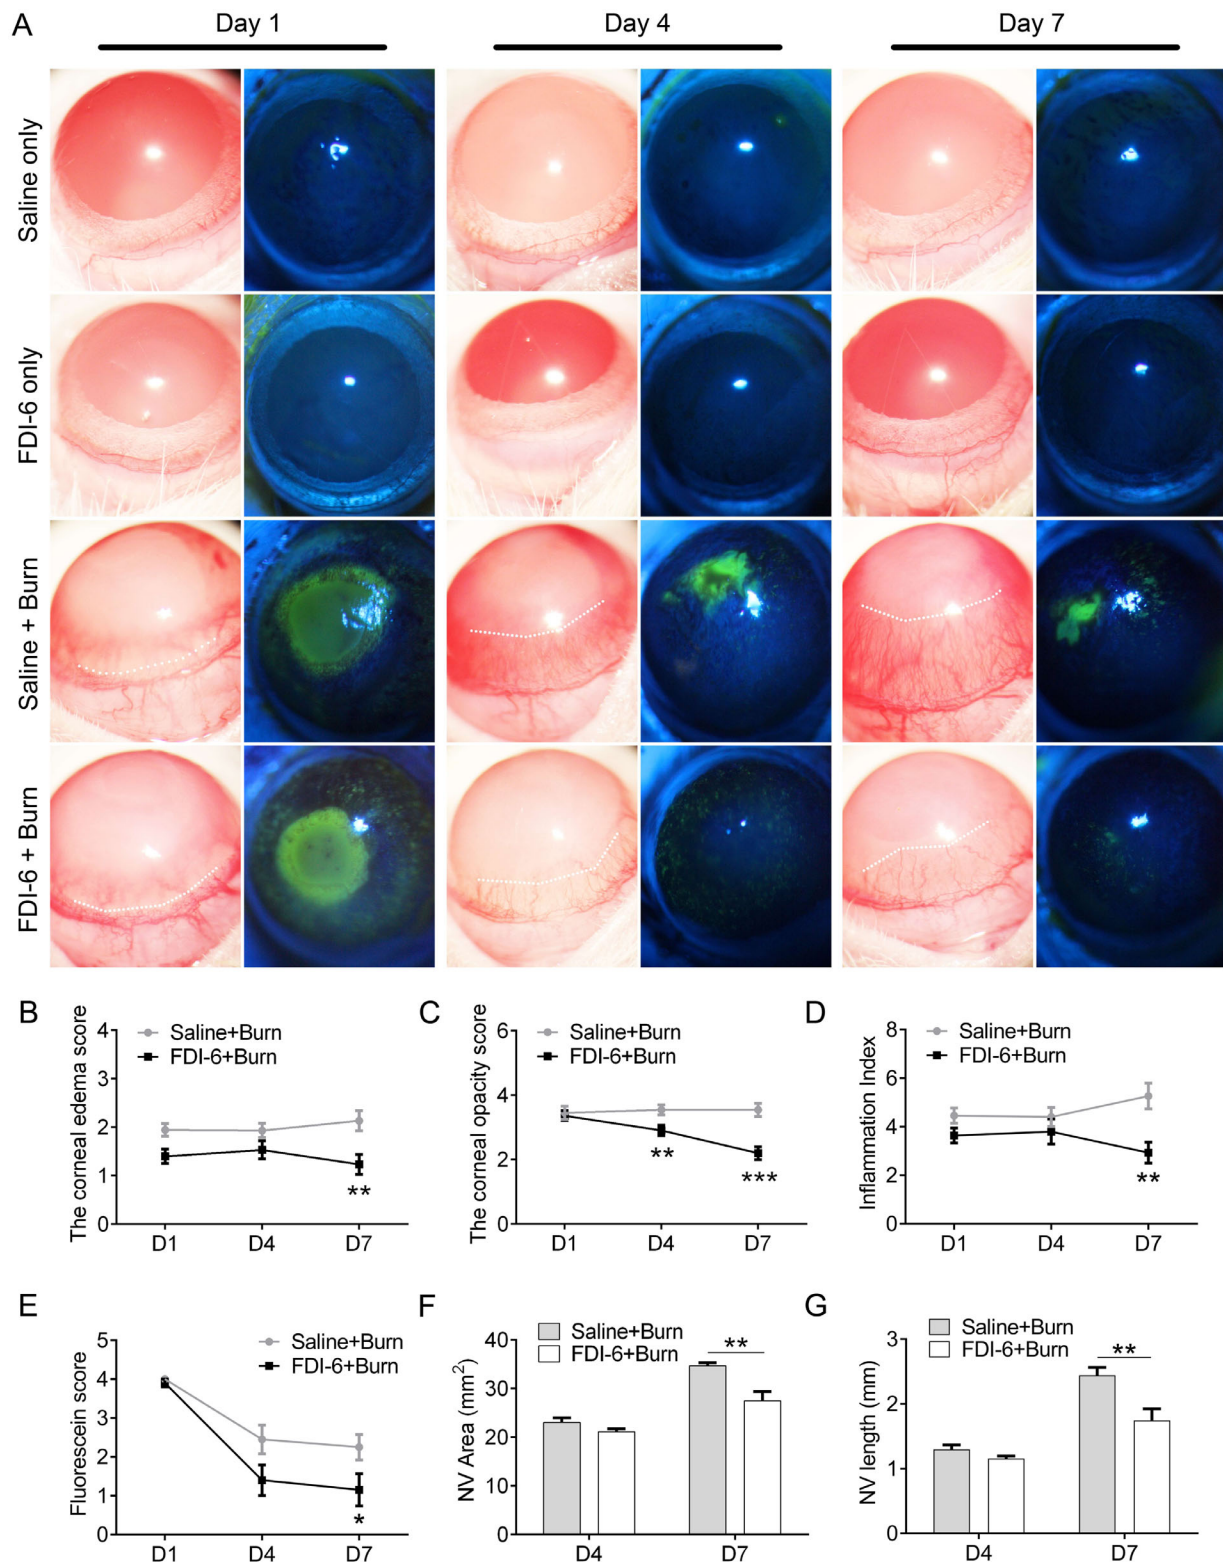 A
Day 1
Day 4
Day 7
Saline only
FDI-6 only
Saline + Burn
FDI-6 + Burn
B
The corneal edema score
Saline+Burn
FDI-6+Burn
4
3
2
1
0
**
D1
D4
D7
C
The corneal opacity score
Saline+Burn
FDI-6+Burn
6
4
2
0
**
***
D1
D4
D7
D
Inflammation Index
Saline+Burn
FDI-6+Burn
8
6
4
2
0
**
D1
D4
D7
E
Fluorescein score
Saline+Burn
FDI-6+Burn
5
4
3
2
1
0
*
D1
D4
D7
F
NV Area (mm²)
Saline+Burn
FDI-6+Burn
40
30
20
10
0
**
D4
D7
G
NV length (mm)
Saline+Burn
FDI-6+Burn
3
2
1
0
**
D4
D7